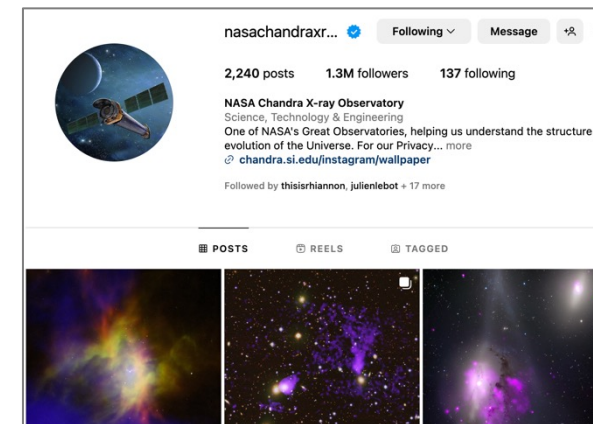 nasachandraxr... Following Message
2,240 posts 1.3M followers 137 following
NASA Chandra X-ray Observatory
Science, Technology & Engineering
One of NASA's Great Observatories, helping us understand the structure
evolution of the Universe. For our Privacy... more
chandra.si.edu/instagram/wallpaper
Followed by thisisrhiannon, julienlebot + 17 more
POSTS REELS TAGGED